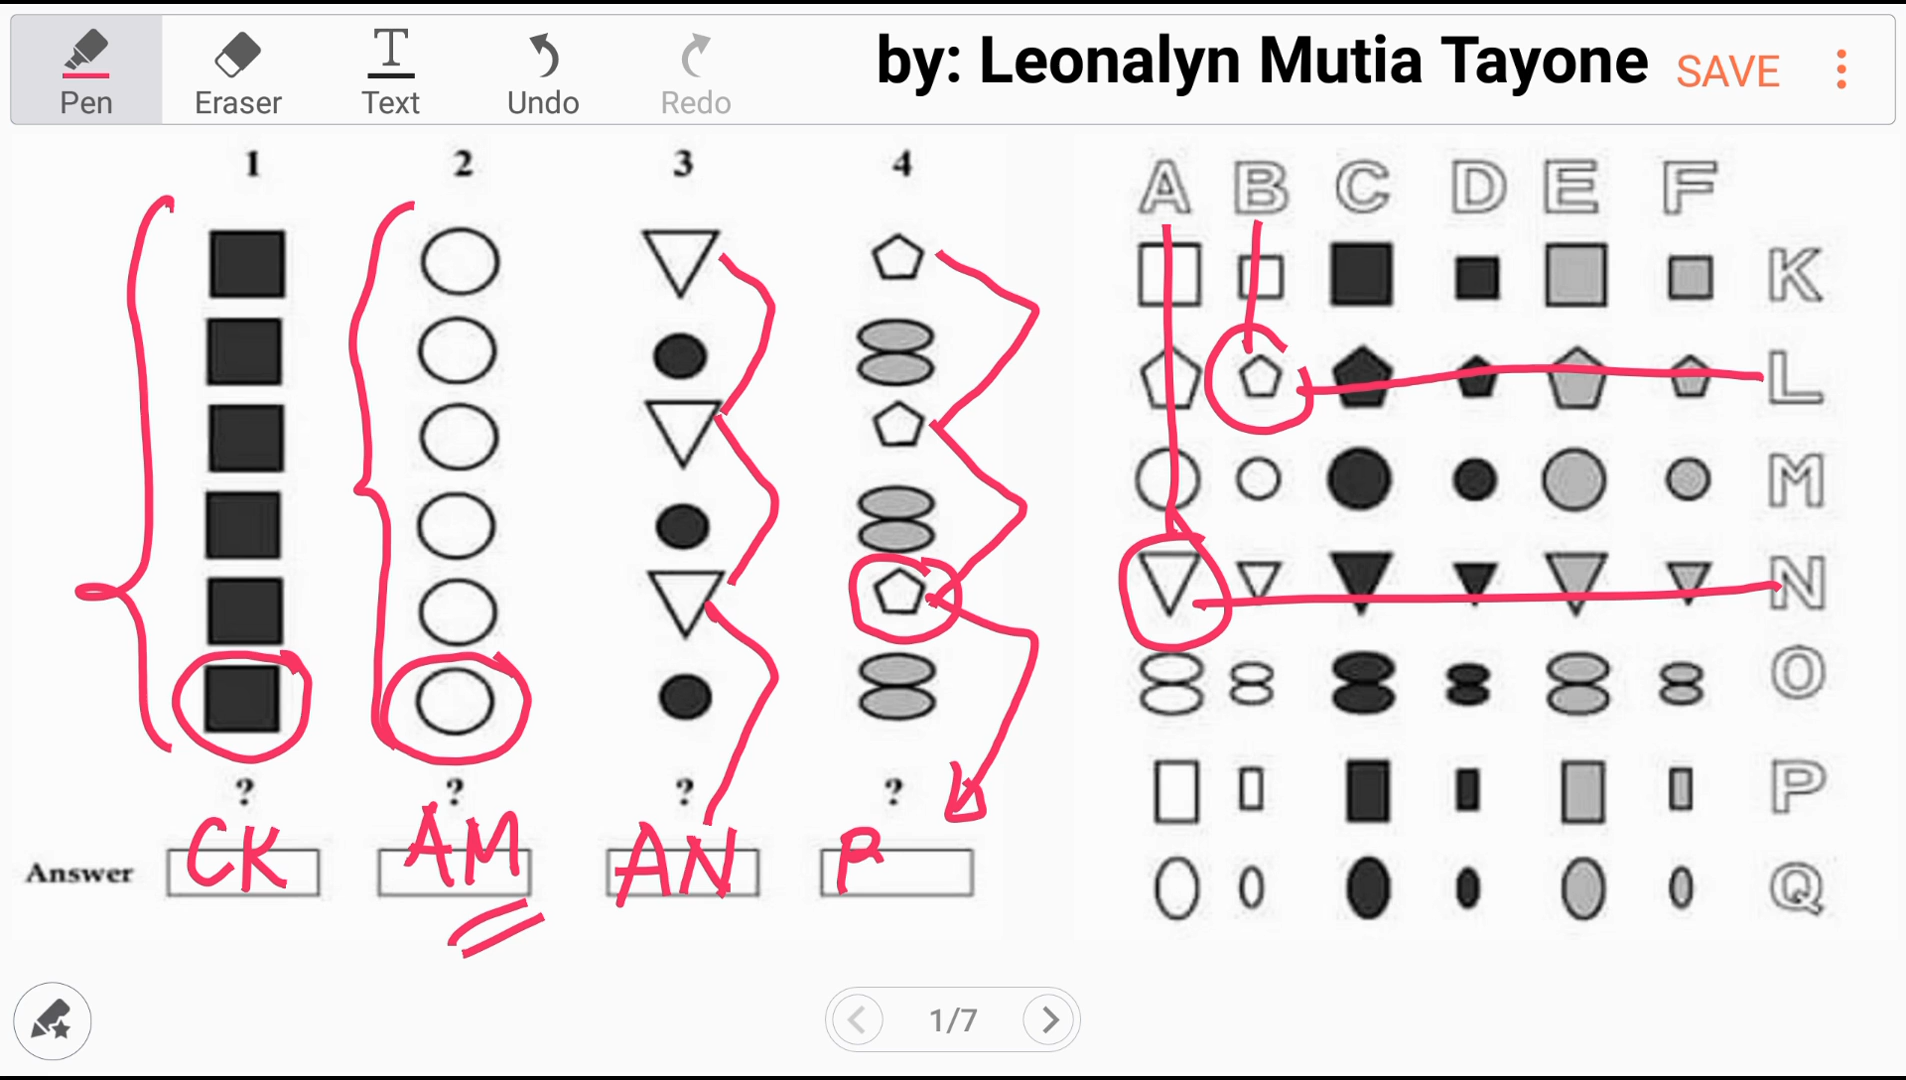 Pen Eraser Text Undo Redo by: Leonalyn Mutia Tayone SAVE
1 2 3 4
A B C D E F
K
L
M
N
O
P
Q
? ? ? ?
Answer CK AM AN P
1/7